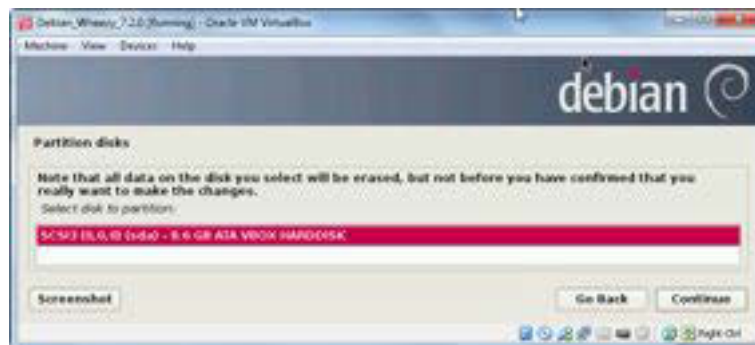 Debian_Wheezy_7.2.0 [Running] - Oracle VM VirtualBox
Machine View Devices Help
debian
Partition disks
Note that all data on the disk you select will be erased, but not before you have confirmed that you
really want to make the changes.
Select disk to partition:
SCSI3 (0,0,0) (sda) - 8.6 GB ATA VBOX HARDDISK
Screenshot
Go Back
Continue
Right Ctrl